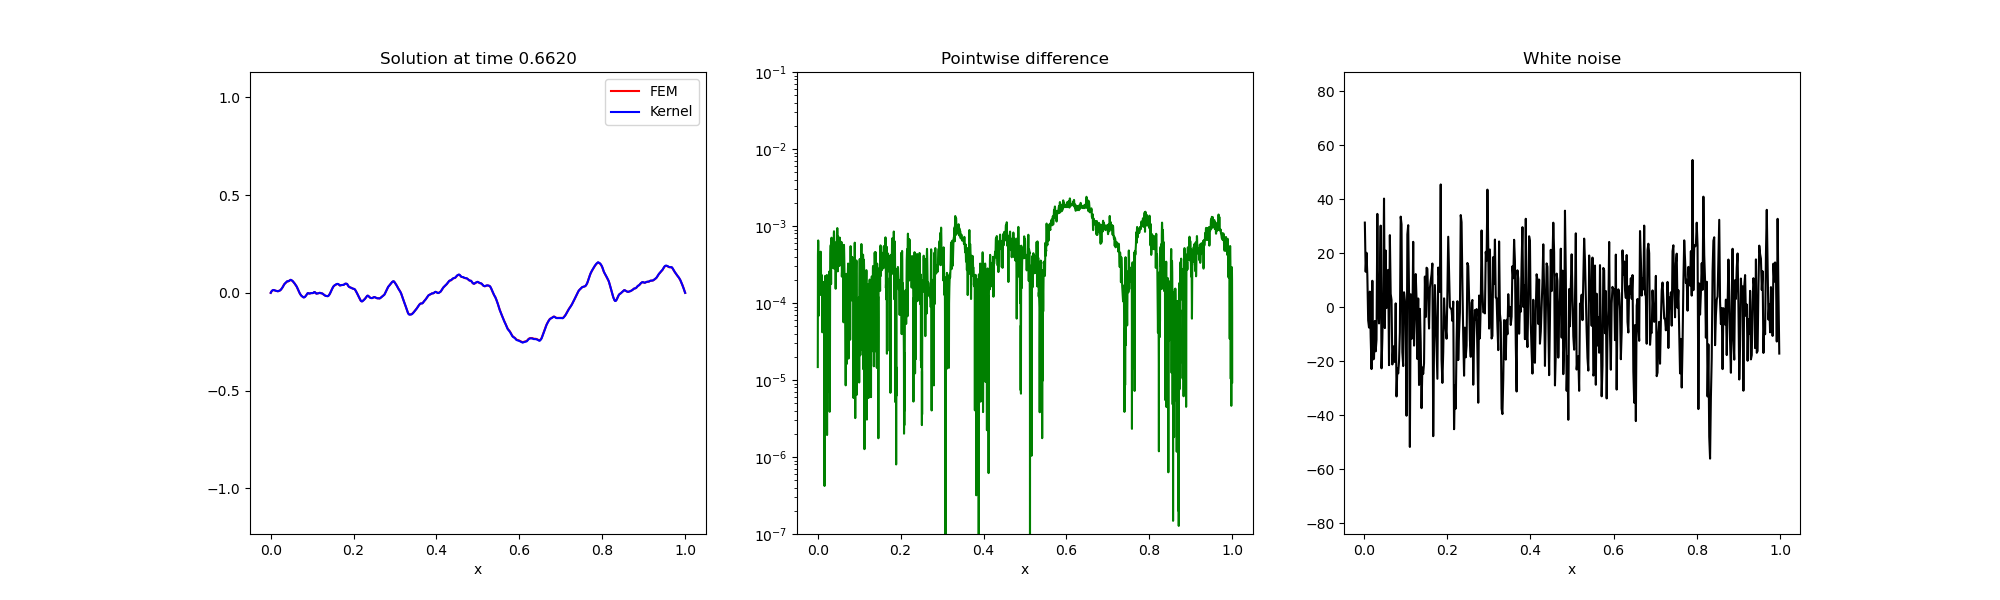 Solution at time 0.6620
1.0
0.5
0.0
−0.5
−1.0
FEM
Kernel
0.0 0.2 0.4 0.6 0.8 1.0
x
Pointwise difference
10⁻¹
10⁻²
10⁻³
10⁻⁴
10⁻⁵
10⁻⁶
10⁻⁷
0.0 0.2 0.4 0.6 0.8 1.0
x
White noise
80
60
40
20
0
−20
−40
−60
−80
0.0 0.2 0.4 0.6 0.8 1.0
x